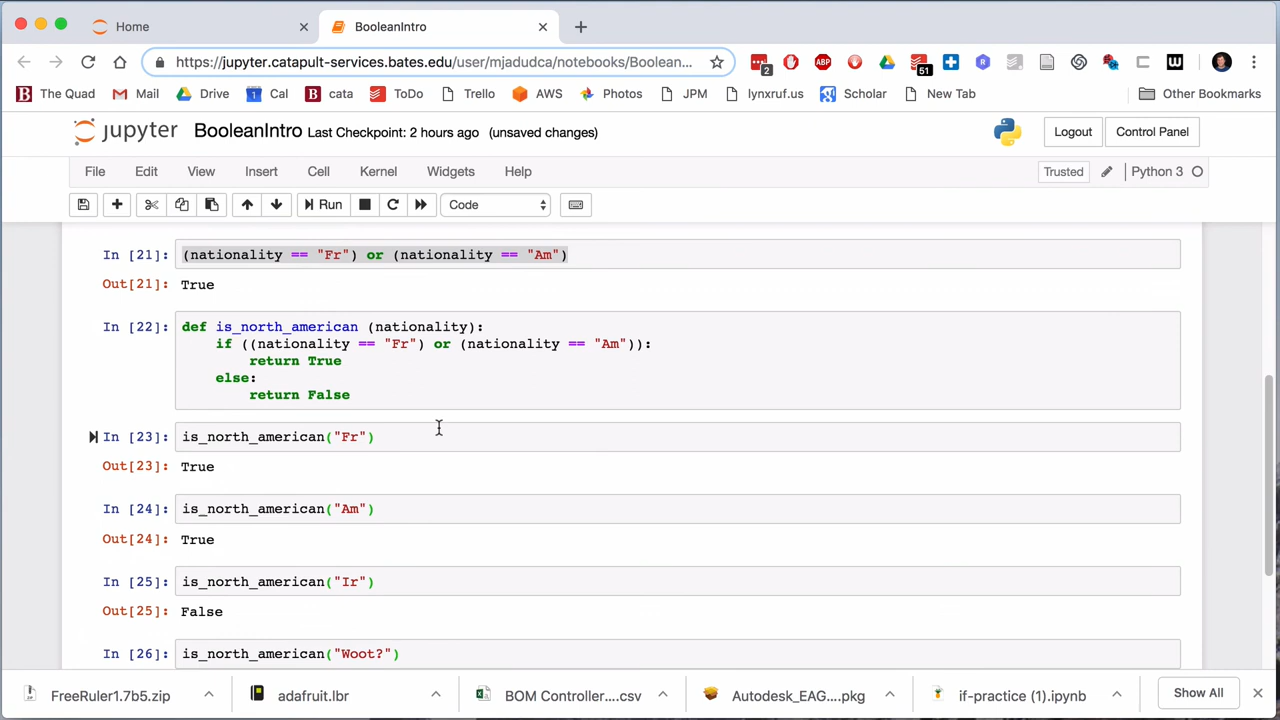 Home
BooleanIntro
https://jupyter.catapult-services.bates.edu/user/mjadudca/notebooks/Boolean...
2
ABP
51
R
C
W
B The Quad
Mail
Drive
1 Cal
B cata
ToDo
Trello
AWS
Photos
JPM
lynxruf.us
Scholar
New Tab
Other Bookmarks
jupyter BooleanIntro Last Checkpoint: 2 hours ago (unsaved changes)
Logout
Control Panel
File Edit View Insert Cell Kernel Widgets Help
Trusted
Python 3
Run
Code
In [21]: (nationality == "Fr") or (nationality == "Am")
Out[21]: True
In [22]: def is_north_american (nationality):
if ((nationality == "Fr") or (nationality == "Am")):
return True
else:
return False
In [23]: is_north_american("Fr")
Out[23]: True
In [24]: is_north_american("Am")
Out[24]: True
In [25]: is_north_american("Ir")
Out[25]: False
In [26]: is_north_american("Woot?")
FreeRuler1.7b5.zip
adafruit.lbr
BOM Controller....csv
Autodesk_EAG....pkg
if-practice (1).ipynb
Show All